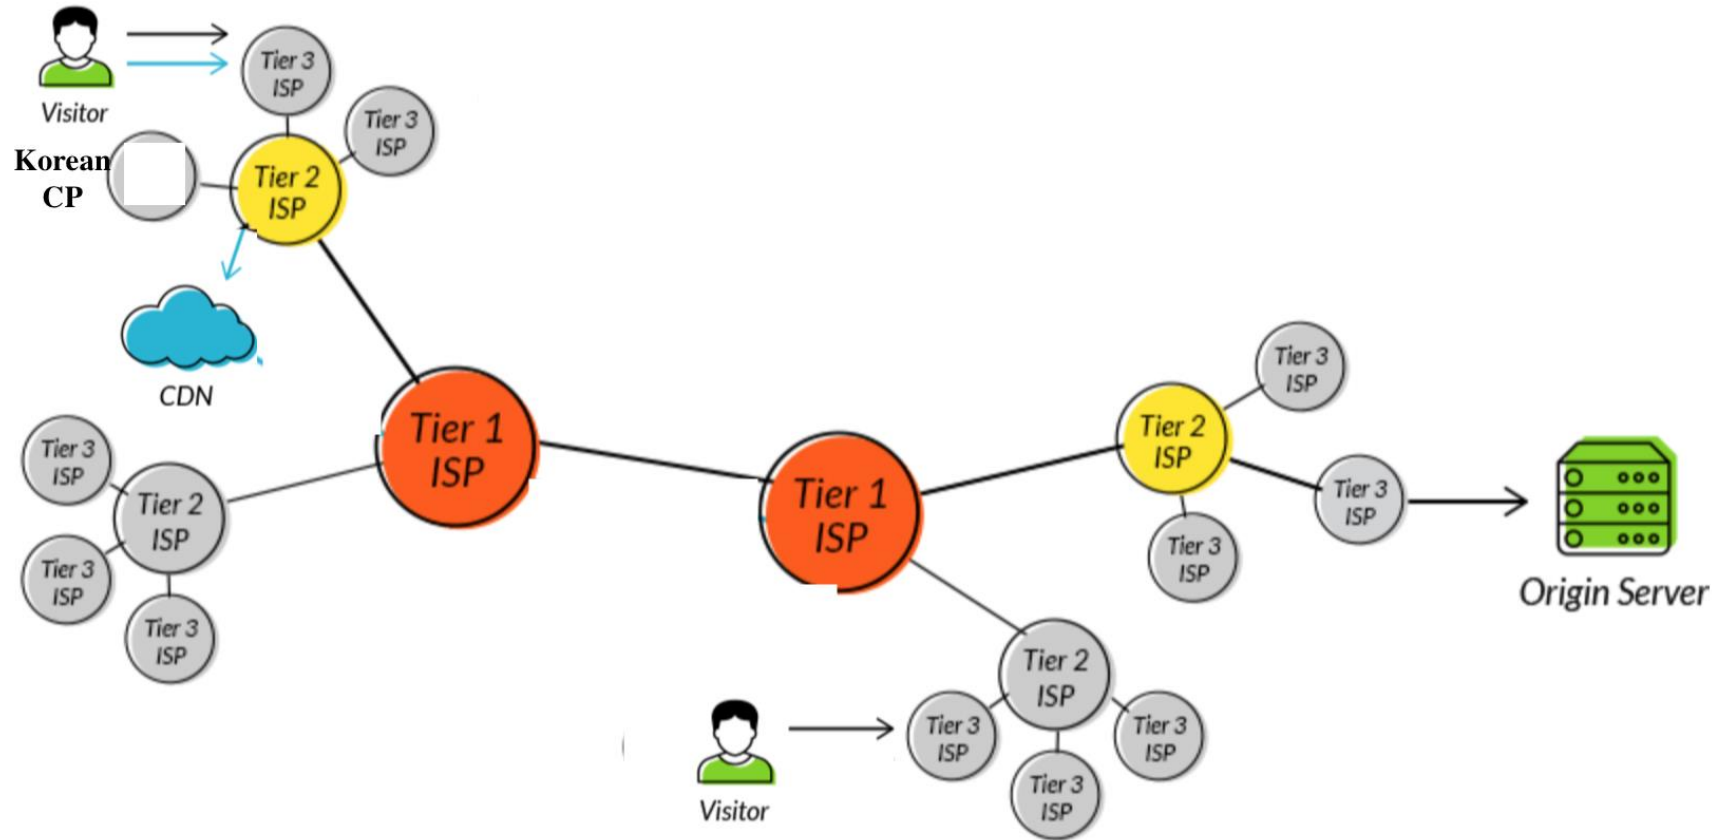 Tier 3
ISP
Visitor
Tier 3
ISP
Korean
CP
Tier 2
ISP
CDN
Tier 1
ISP
Tier 3
ISP
Tier 2
ISP
Tier 3
ISP
Tier 3
ISP
Tier 1
ISP
Tier 2
ISP
Tier 3
ISP
Tier 3
ISP
Tier 3
ISP
Origin Server
Tier 2
ISP
Visitor
Tier 3
ISP
Tier 3
ISP
Tier 3
ISP